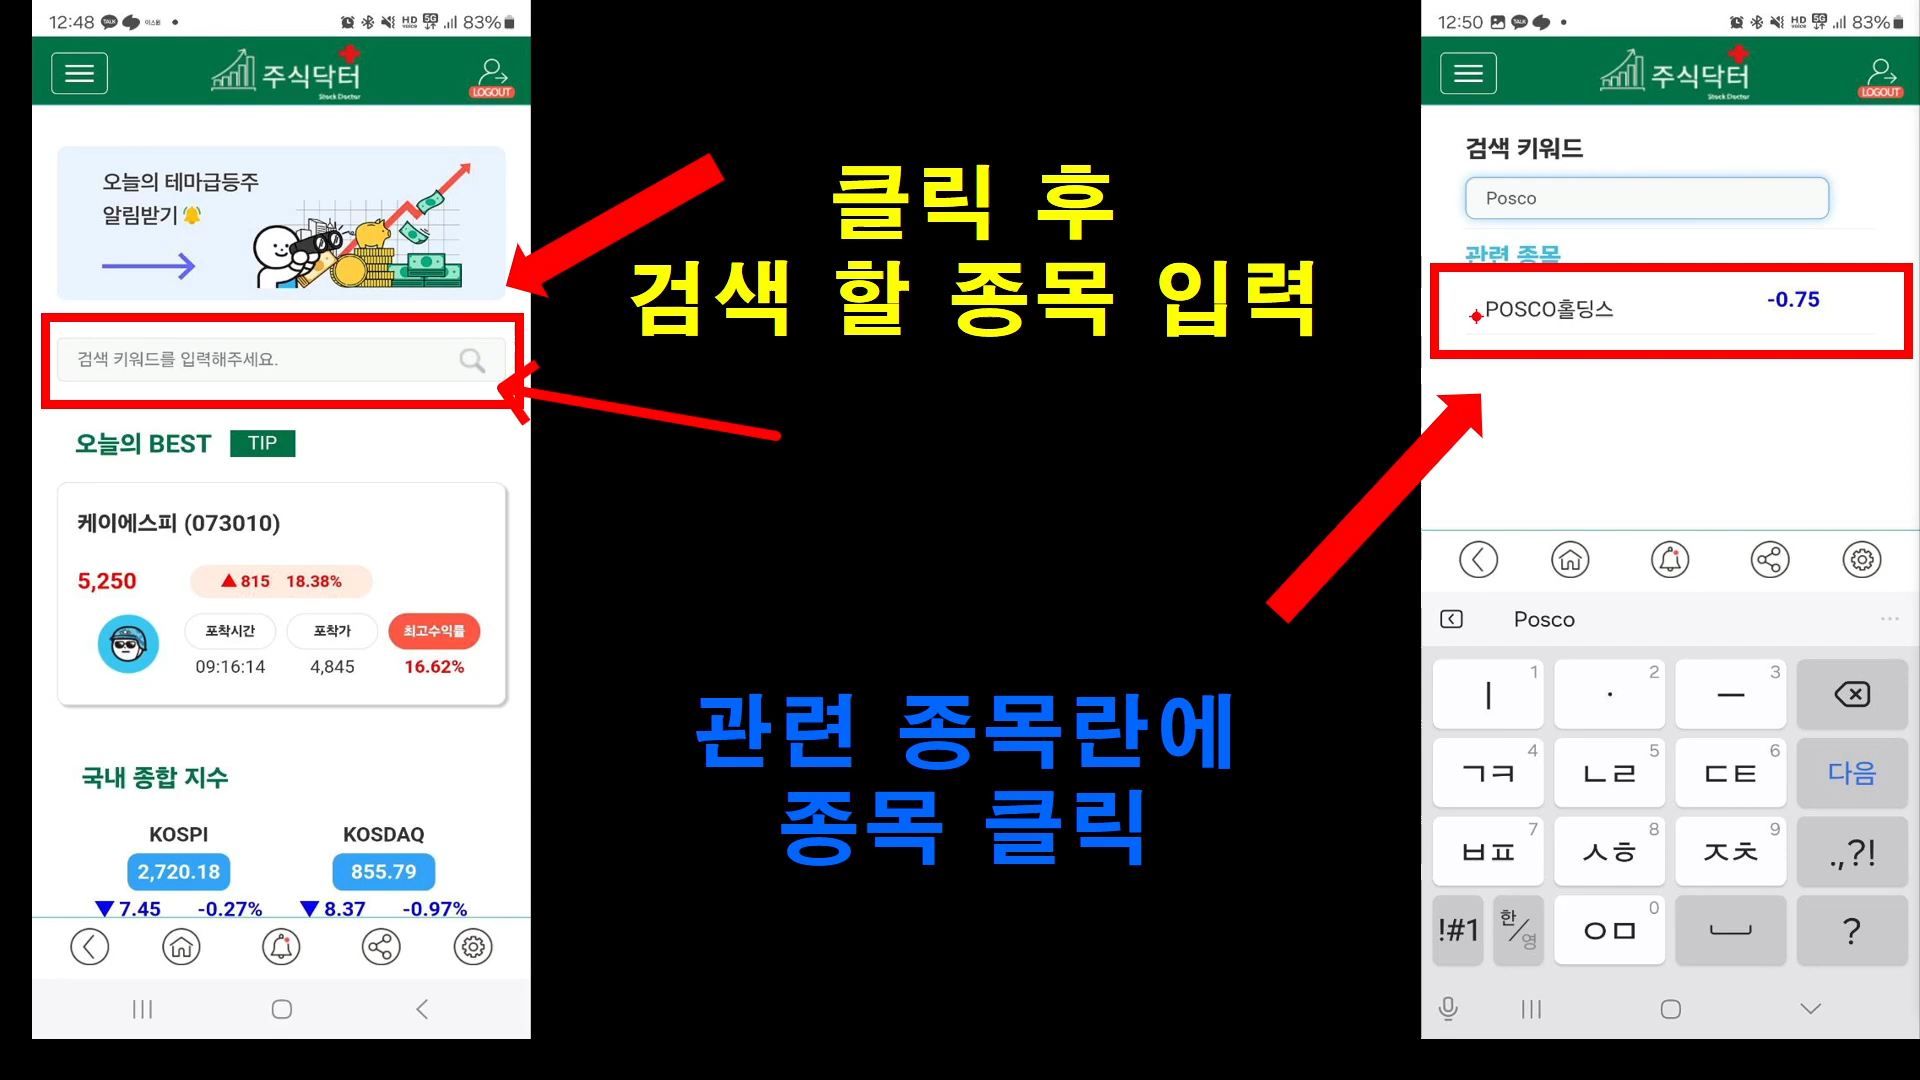 12:48
HD
5G
83%
주식닥터
Stock Doctor
LOGOUT
오늘의 테마급등주
알림받기
검색 키워드를 입력해주세요.
오늘의 BEST TIP
케이에스피 (073010)
5,250 ▲815 18.38%
포착시간 포착가 최고수익률
09:16:14 4,845 16.62%
국내 종합 지수
KOSPI KOSDAQ
2,720.18 855.79
▼7.45 -0.27% ▼8.37 -0.97%
클릭 후
검색 할 종목 입력
관련 종목란에
종목 클릭
12:50
HD
5G
83%
주식닥터
Stock Doctor
LOGOUT
검색 키워드
Posco
관련 종목
POSCO홀딩스 -0.75
Posco
ㅣ 1 · 2 ㅡ 3
ㄱㅋ 4 ㄴㄹ 5 ㄷㅌ 6 다음
ㅂㅍ 7 ㅅㅎ 8 ㅈㅊ 9 .,?!
!#1 한/영 ㅇㅁ 0 ?